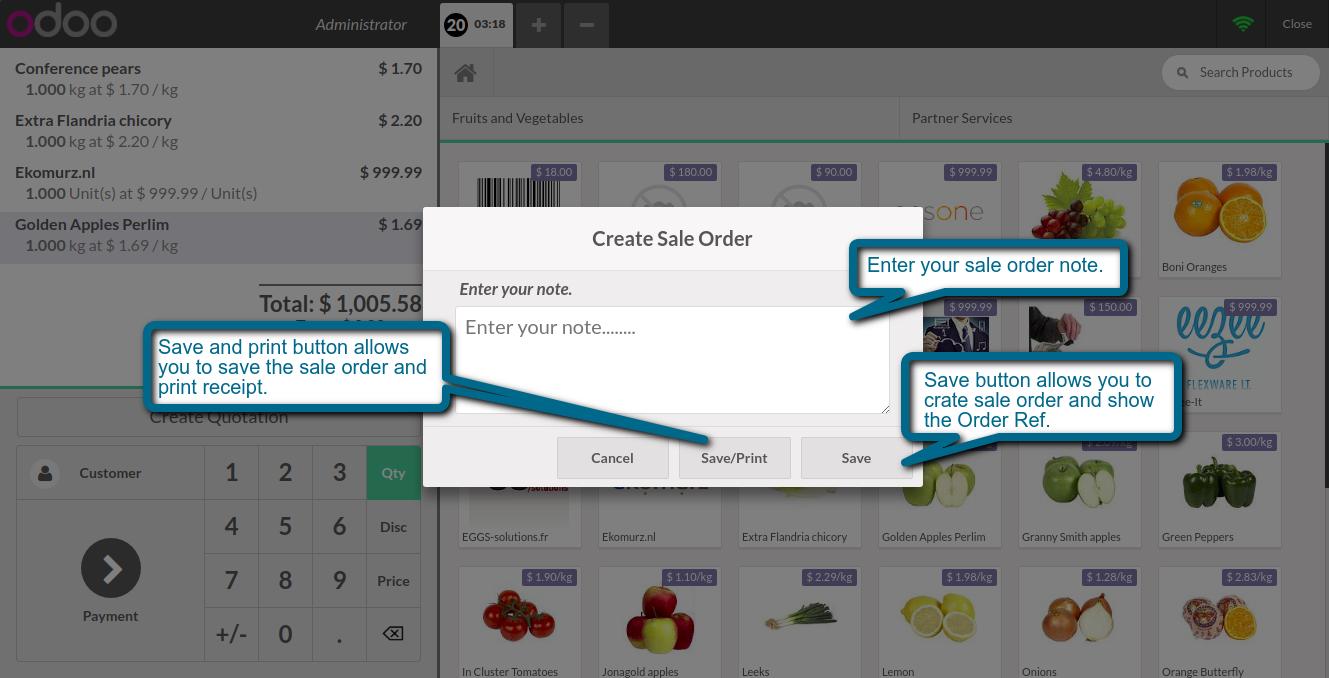 odoo
Administrator
20 03:18
Close
Conference pears $ 1.70
1.000 kg at $ 1.70 / kg
Extra Flandria chicory $ 2.20
1.000 kg at $ 2.20 / kg
Ekomurz.nl $ 999.99
1.000 Unit(s) at $ 999.99 / Unit(s)
Golden Apples Perlim $ 1.69
1.000 kg at $ 1.69 / kg
Total: $ 1,005.58
Create Quotation
Customer
1 2 3 Qty
4 5 6 Disc
7 8 9 Price
+/- 0 .
Payment
Search Products
Fruits and Vegetables
Partner Services
$ 18.00
$ 180.00
$ 90.00
$ 999.99
$ 4.80/kg
$ 1.98/kg
sone
Boni Oranges
Create Sale Order
Enter your note.
Enter your note........
Cancel
Save/Print
Save
Enter your sale order note.
Save and print button allows
you to save the sale order and
print receipt.
Save button allows you to
crate sale order and show
the Order Ref.
$ 999.99
$ 150.00
$ 999.99
eezee
FLEXWARE I.T.
e-It
$ 3.00/kg
EGGS-solutions.fr
Ekomurz.nl
Extra Flandria chicory
Golden Apples Perlim
Granny Smith apples
Green Peppers
$ 1.90/kg
$ 1.10/kg
$ 2.29/kg
$ 1.98/kg
$ 1.28/kg
$ 2.83/kg
In Cluster Tomatoes
Jonagold apples
Leeks
Lemon
Onions
Orange Butterfly